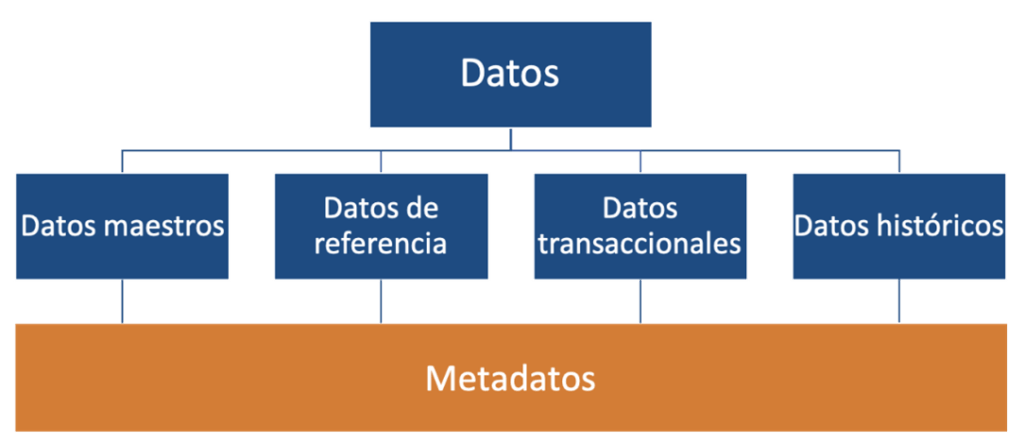 Datos
Datos maestros
Datos de
referencia
Datos
transaccionales
Datos históricos
Metadatos